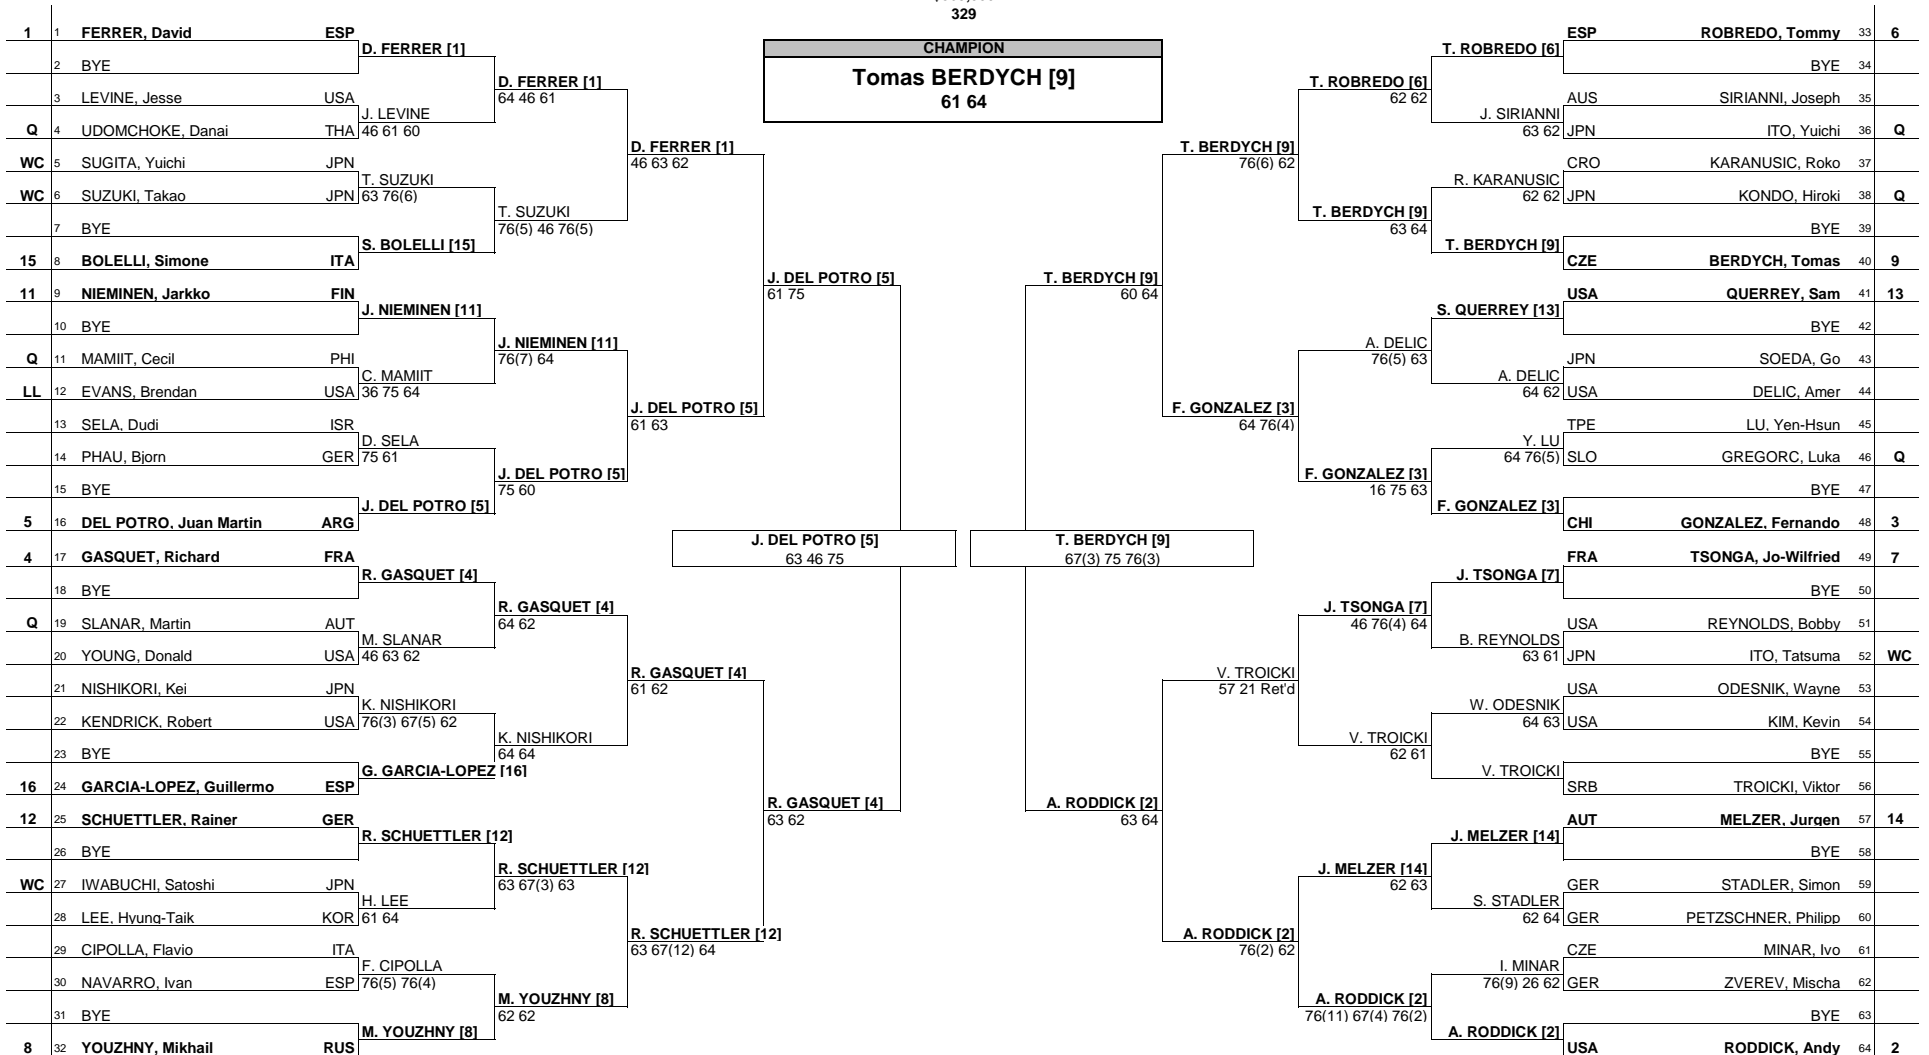 329
CHAMPION
Tomas BERDYCH [9]
61 64
1 1 FERRER, David ESP
D. FERRER [1]
2 BYE
D. FERRER [1]
64 46 61
3 LEVINE, Jesse USA
J. LEVINE
Q 4 UDOMCHOKE, Danai THA 46 61 60
D. FERRER [1]
46 63 62
WC 5 SUGITA, Yuichi JPN
T. SUZUKI
WC 6 SUZUKI, Takao JPN 63 76(6)
T. SUZUKI
76(5) 46 76(5)
7 BYE
S. BOLELLI [15]
15 8 BOLELLI, Simone ITA
J. DEL POTRO [5]
61 75
11 9 NIEMINEN, Jarkko FIN
J. NIEMINEN [11]
10 BYE
J. NIEMINEN [11]
76(7) 64
Q 11 MAMIIT, Cecil PHI
C. MAMIIT
LL 12 EVANS, Brendan USA 36 75 64
J. DEL POTRO [5]
61 63
13 SELA, Dudi ISR
D. SELA
14 PHAU, Bjorn GER 75 61
J. DEL POTRO [5]
75 60
15 BYE
J. DEL POTRO [5]
5 16 DEL POTRO, Juan Martin ARG
J. DEL POTRO [5]
63 46 75
4 17 GASQUET, Richard FRA
R. GASQUET [4]
18 BYE
R. GASQUET [4]
64 62
Q 19 SLANAR, Martin AUT
M. SLANAR
20 YOUNG, Donald USA 46 63 62
R. GASQUET [4]
61 62
21 NISHIKORI, Kei JPN
K. NISHIKORI
22 KENDRICK, Robert USA 76(3) 67(5) 62
K. NISHIKORI
64 64
23 BYE
G. GARCIA-LOPEZ [16]
16 24 GARCIA-LOPEZ, Guillermo ESP
R. GASQUET [4]
63 62
12 25 SCHUETTLER, Rainer GER
R. SCHUETTLER [12]
26 BYE
R. SCHUETTLER [12]
63 67(3) 63
WC 27 IWABUCHI, Satoshi JPN
H. LEE
28 LEE, Hyung-Taik KOR 61 64
R. SCHUETTLER [12]
63 67(12) 64
29 CIPOLLA, Flavio ITA
F. CIPOLLA
30 NAVARRO, Ivan ESP 76(5) 76(4)
M. YOUZHNY [8]
62 62
31 BYE
M. YOUZHNY [8]
8 32 YOUZHNY, Mikhail RUS
ESP ROBREDO, Tommy 33 6
T. ROBREDO [6]
BYE 34
T. ROBREDO [6]
62 62
AUS SIRIANNI, Joseph 35
J. SIRIANNI
63 62 JPN ITO, Yuichi 36 Q
T. BERDYCH [9]
76(6) 62
CRO KARANUSIC, Roko 37
R. KARANUSIC
62 62 JPN KONDO, Hiroki 38 Q
T. BERDYCH [9]
63 64
BYE 39
T. BERDYCH [9]
CZE BERDYCH, Tomas 40 9
T. BERDYCH [9]
60 64
USA QUERREY, Sam 41 13
S. QUERREY [13]
BYE 42
A. DELIC
76(5) 63
JPN SOEDA, Go 43
A. DELIC
64 62 USA DELIC, Amer 44
F. GONZALEZ [3]
64 76(4)
TPE LU, Yen-Hsun 45
Y. LU
64 76(5) SLO GREGORC, Luka 46 Q
F. GONZALEZ [3]
16 75 63
BYE 47
F. GONZALEZ [3]
CHI GONZALEZ, Fernando 48 3
T. BERDYCH [9]
67(3) 75 76(3)
FRA TSONGA, Jo-Wilfried 49 7
J. TSONGA [7]
BYE 50
J. TSONGA [7]
46 76(4) 64
USA REYNOLDS, Bobby 51
B. REYNOLDS
63 61 JPN ITO, Tatsuma 52 WC
V. TROICKI
57 21 Ret'd
USA ODESNIK, Wayne 53
W. ODESNIK
64 63 USA KIM, Kevin 54
V. TROICKI
62 61
BYE 55
V. TROICKI
SRB TROICKI, Viktor 56
A. RODDICK [2]
63 64
AUT MELZER, Jurgen 57 14
J. MELZER [14]
BYE 58
J. MELZER [14]
62 63
GER STADLER, Simon 59
S. STADLER
62 64 GER PETZSCHNER, Philipp 60
A. RODDICK [2]
76(2) 62
CZE MINAR, Ivo 61
I. MINAR
76(9) 26 62 GER ZVEREV, Mischa 62
A. RODDICK [2]
76(11) 67(4) 76(2)
BYE 63
A. RODDICK [2]
USA RODDICK, Andy 64 2